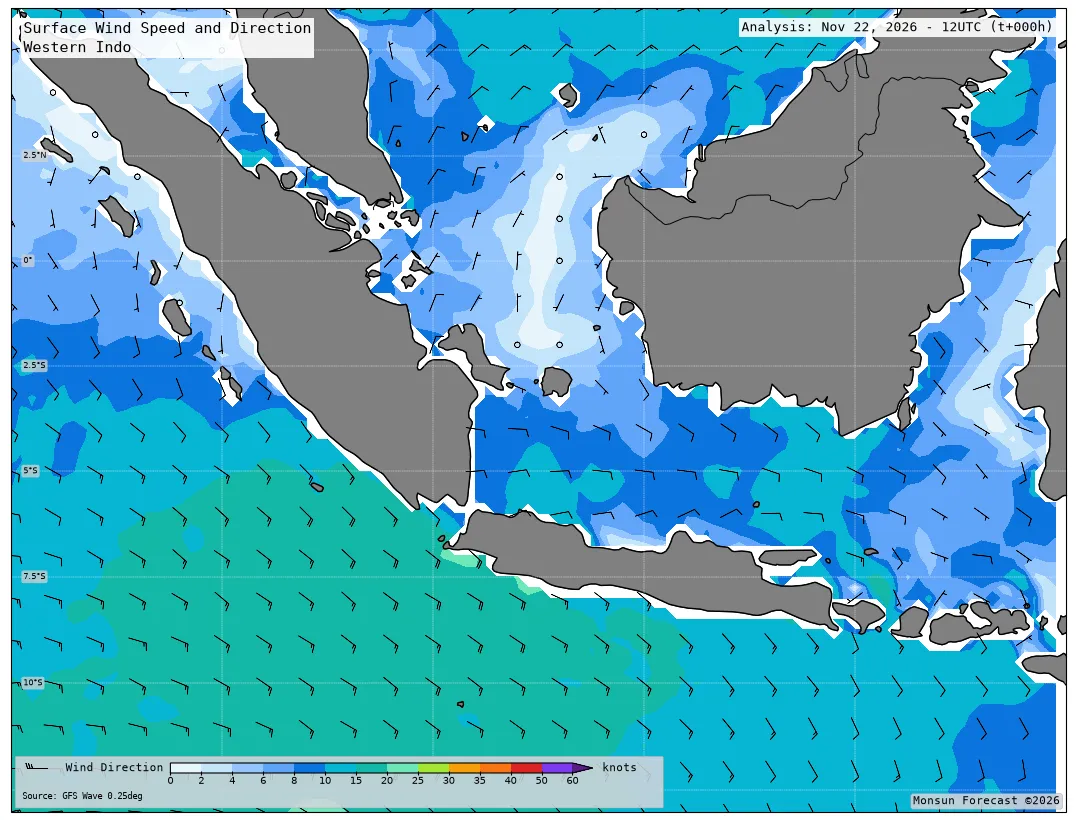 Surface Wind Speed and Direction
Western Indo
Analysis: Nov 22, 2026 - 12UTC (t+000h)
2.5°N
0°
2.5°S
5°S
7.5°S
10°S
Wind Direction
knots
0 2 4 6 8 10 15 20 25 30 35 40 50 60
Source: GFS Wave 0.25deg
Monsun Forecast ©2026